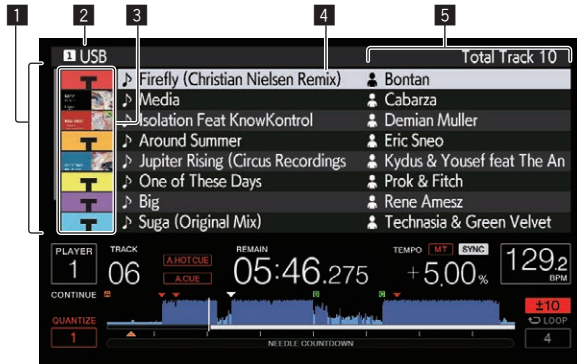 1 2 3 4 5
1 USB Total Track 10
Firefly (Christian Nielsen Remix) Bontan
Media Cabarza
Isolation Feat KnowKontrol Demian Muller
Around Summer Eric Sneo
Jupiter Rising (Circus Recordings Kydus & Yousef feat The An
One of These Days Prok & Fitch
Big Rene Amesz
Suga (Original Mix) Technasia & Green Velvet
PLAYER 1 TRACK 06 A.HOT CUE A.CUE REMAIN 05:46.275 TEMPO MT SYNC +5.00% 129.2 BPM
CONTINUE
±10
QUANTIZE LOOP
1 NEEDLE COUNTDOWN 4